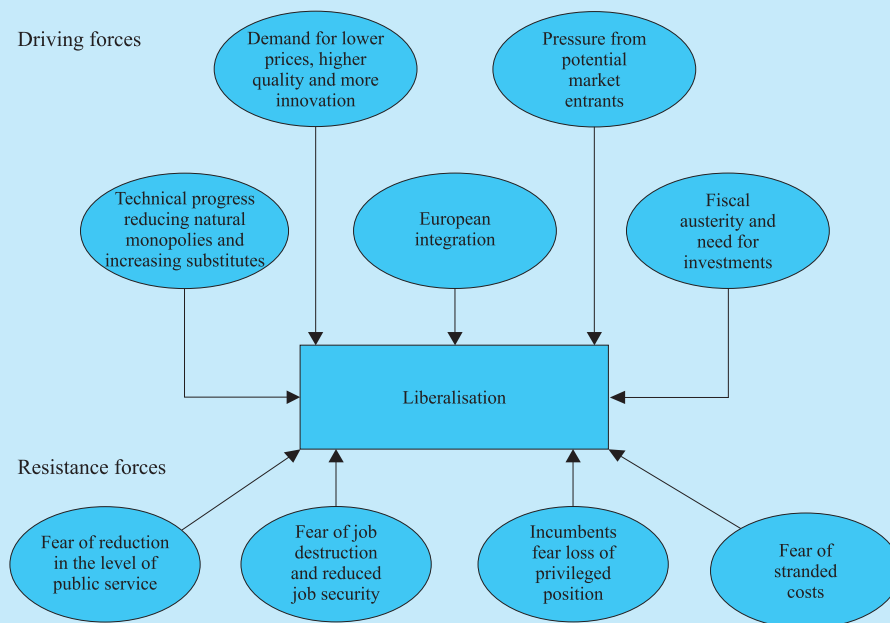 Driving forces
Demand for lower
prices, higher
quality and more
innovation
Pressure from
potential
market
entrants
Technical progress
reducing natural
monopolies and
increasing substitutes
European
integration
Fiscal
austerity and
need for
investments
Liberalisation
Resistance forces
Fear of reduction
in the level of
public service
Fear of job
destruction
and reduced
job security
Incumbents
fear loss of
privileged
position
Fear of
stranded
costs